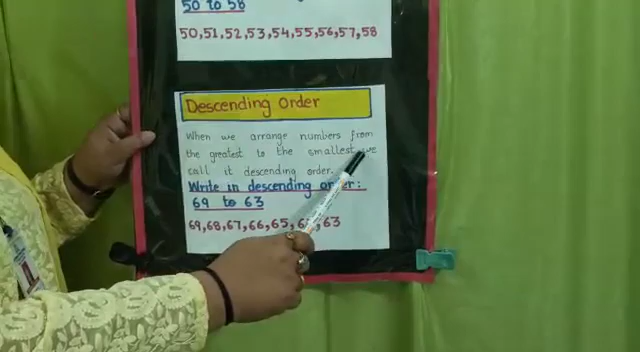 50 to 58
50,51,52,53,54,55,56,57,58
Descending Order
When we arrange numbers from
the greatest to the smallest we
call it descending order.
Write in descending order:
69 to 63
69,68,67,66,65, 63